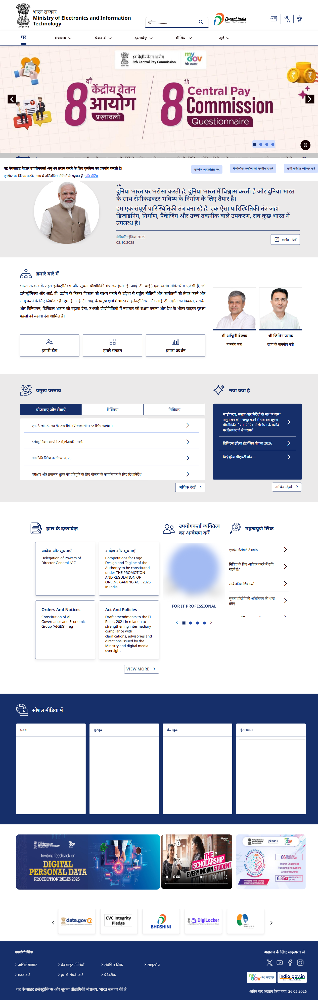 भारत सरकार
Ministry of Electronics and Information
Technology
सत्यमेव जयते
खोज ..........
Digital India
Power To Empower
अ
A
घर
मंत्रालय
पेशकशें
दस्तावेज़
मीडिया
जुड़ें
8वां केंद्रीय वेतन आयोग
8th Central Pay Commission
my
GOV
मेरी सरकार
8
वाँ
केंद्रीय वेतन
आयोग
प्रश्नावली
8
th
Central Pay
Commission
Questionnaire
यह वेबसाइट बेहतर उपयोगकर्ता अनुभव प्रदान करने के लिए कुकीज़ का उपयोग करती है।
एक्सेप्ट पर क्लिक करके, आप में उल्लिखित नीतियों से सहमत हैं कुकी सेटिंग.
कुकीज़ अनुकूलित करें
वैकल्पिक कुकीज़ को अस्वीकार करें
सभी कुकीज़ स्वीकार करें
“
दुनिया भारत पर भरोसा करती है, दुनिया भारत में विश्वास करती है और दुनिया भारत
के साथ सेमीकंडक्टर भविष्य के निर्माण के लिए तैयार है।
हम एक संपूर्ण पारिस्थितिकी तंत्र बना रहे हैं, एक ऐसा पारिस्थितिकी तंत्र जहां
डिजाइनिंग, निर्माण, पैकेजिंग और उच्च तकनीक वाले उपकरण, सब कुछ भारत में
उपलब्ध है।
सेमिकॉन इंडिया 2025
02.10.2025
कार्यक्रम देखें
हमारे बारे में
भारत सरकार के तहत इलेक्ट्रॉनिक्स और सूचना प्रौद्योगिकी मंत्रालय (एम. ई. आई. टी. वाई.) एक स्वतंत्र मंत्रिस्तरीय एजेंसी है, जो
इलेक्ट्रॉनिक्स और आई. टी. उद्योग के निरंतर विकास को सक्षम बनाने के उद्देश्य से राष्ट्रीय नीतियों और कार्यक्रमों को तैयार करने और
लागू करने के लिए जिम्मेदार है। एम. ई. आई. टी. वाई. के प्रमुख क्षेत्रों में भारत में इलेक्ट्रॉनिक्स और आई. टी. उद्योग का विकास, संवर्धन
और विनियमन, डिजिटल शासन को बढ़ावा देना, उभरती प्रौद्योगिकियों में नवाचार को सक्षम बनाना और देश के भीतर साइबर सुरक्षा
पहलों को बढ़ावा देना शामिल है।
श्री अश्विनी वैष्णव
माननीय मंत्री
श्री जितिन प्रसाद
राज्य के माननीय मंत्री
हमारी टीम
हमारे संगठन
हमारा प्रदर्शन
प्रमुख प्रस्ताव
योजनाएं और सेवाएँ
रिक्तियां
निविदाएं
एन. ई. जी. डी. का गैर-तकनीकी (ग्रीष्मकालीन) इंटर्नशिप कार्यक्रम
इलेक्ट्रानिक्स कम्पोनेन्ट मेनुफेक्चरिंग स्कीम
तकनीकी निवेश कार्यक्रम 2025
परीक्षण और प्रमाणन शुल्क की प्रतिपूर्ति के लिए योजना के कार्यान्वयन के लिए दिशानिर्देश
अधिक देखें
नया क्या है
स्पष्टीकरण, सलाह और निर्देशों के साथ मध्यस्थ
अनुपालन को मजबूत करने से संबंधित सूचना
प्रौद्योगिकी नियम, 2021 में संशोधन के मसौदे
पर हितधारकों से परामर्श
डिजिटल इंडिया इंटर्नशिप योजना 2026
विश्वेश्वरैया पीएचडी योजना
अधिक देखें
हाल के दस्तावेज़
आदेश और सूचनाएँ
Delegation of Powers of
Director General NIC
आदेश और सूचनाएँ
Competitions for Logo
Design and Tagline of the
Authority to be constituted
under THE PROMOTION
AND REGULATION OF
ONLINE GAMING ACT, 2025
in India
Orders And Notices
Constitution of AI
Governance and Economic
Group (AIGEG) -reg
Act And Policies
Draft amendments to the IT
Rules, 2021 in relation to
strengthening intermediary
compliance with
clarifications, advisories and
directions issued by the
Ministry and digital media
oversight
VIEW MORE
उपयोगकर्ता व्यक्तित्व
का अन्वेषण करें
FOR IT PROFESSIONAL
महत्वपूर्ण लिंक
एमईआईटीवाई डैशबोर्ड
निविदा के लिए आवेदन करने में रुचि
रखते हैं?
सार्वजनिक शिकायतें
सूचना प्रौद्योगिकी अधिनियम की धारा
69ए
सोशल मीडिया में
एक्स
यूट्यूब
फेसबुक
इंस्टाग्राम
MINISTRY OF
ELECTRONICS AND
INFORMATION TECHNOLOGY
my
GOV
Inviting feedback on
DIGITAL
PERSONAL DATA
PROTECTION RULES 2025
THE
SCHOLARSHIP
EVERY INDIAN STUDENT
0:00
DSCI
my
GOV
CYBERSECURITY
GRAND CHALLENGE
06 PROBLEM
STATEMENTS
Higher Challenges
Pioneering Innovations
Greater Rewards
6.85cr PRIZE MONEY
(IN INR)
Promoting Cyber Security
Entrepreneurship in India
data.gov in
CVC Integrity
Pledge
BHASHINI
DigiLocker
MeitY
Startup Hub
उपयोगी लिंक
अभिलेखागार
वेबसाइट नीतियाँ
संबंधित लिंक
साइटमैप
मदद करें
हमसे संपर्क करें
फीडबैक
अद्यतन के लिए सदस्यता लें
my
GOV मेरी सरकार
india.gov.in
National Portal of India
यह वेबसाइट इलेक्ट्रॉनिक्स और सूचना प्रौद्योगिकी मंत्रालय, भारत सरकार की है
अंतिम बार अद्यतन किया गया: 26.05.2026